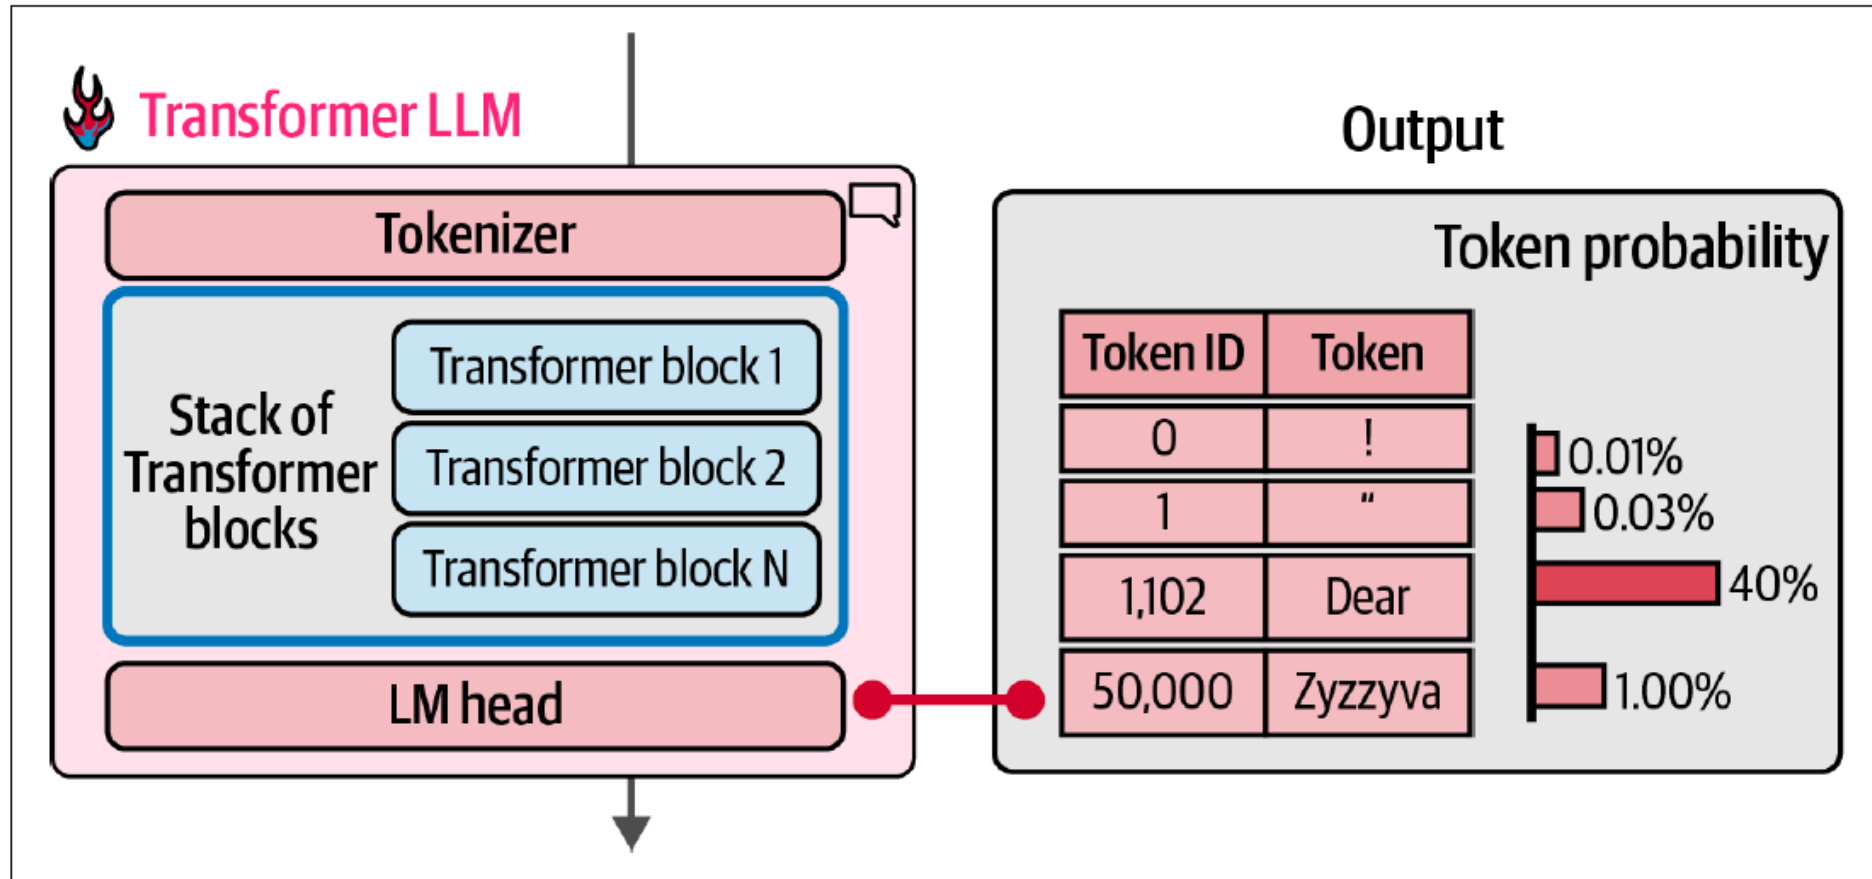 Transformer LLM
Tokenizer
Stack of
Transformer
blocks
Transformer block 1
Transformer block 2
Transformer block N
LM head
Output
Token probability
Token ID Token
0 !
1 “
1,102 Dear
50,000 Zyzzyva
0.01%
0.03%
40%
1.00%